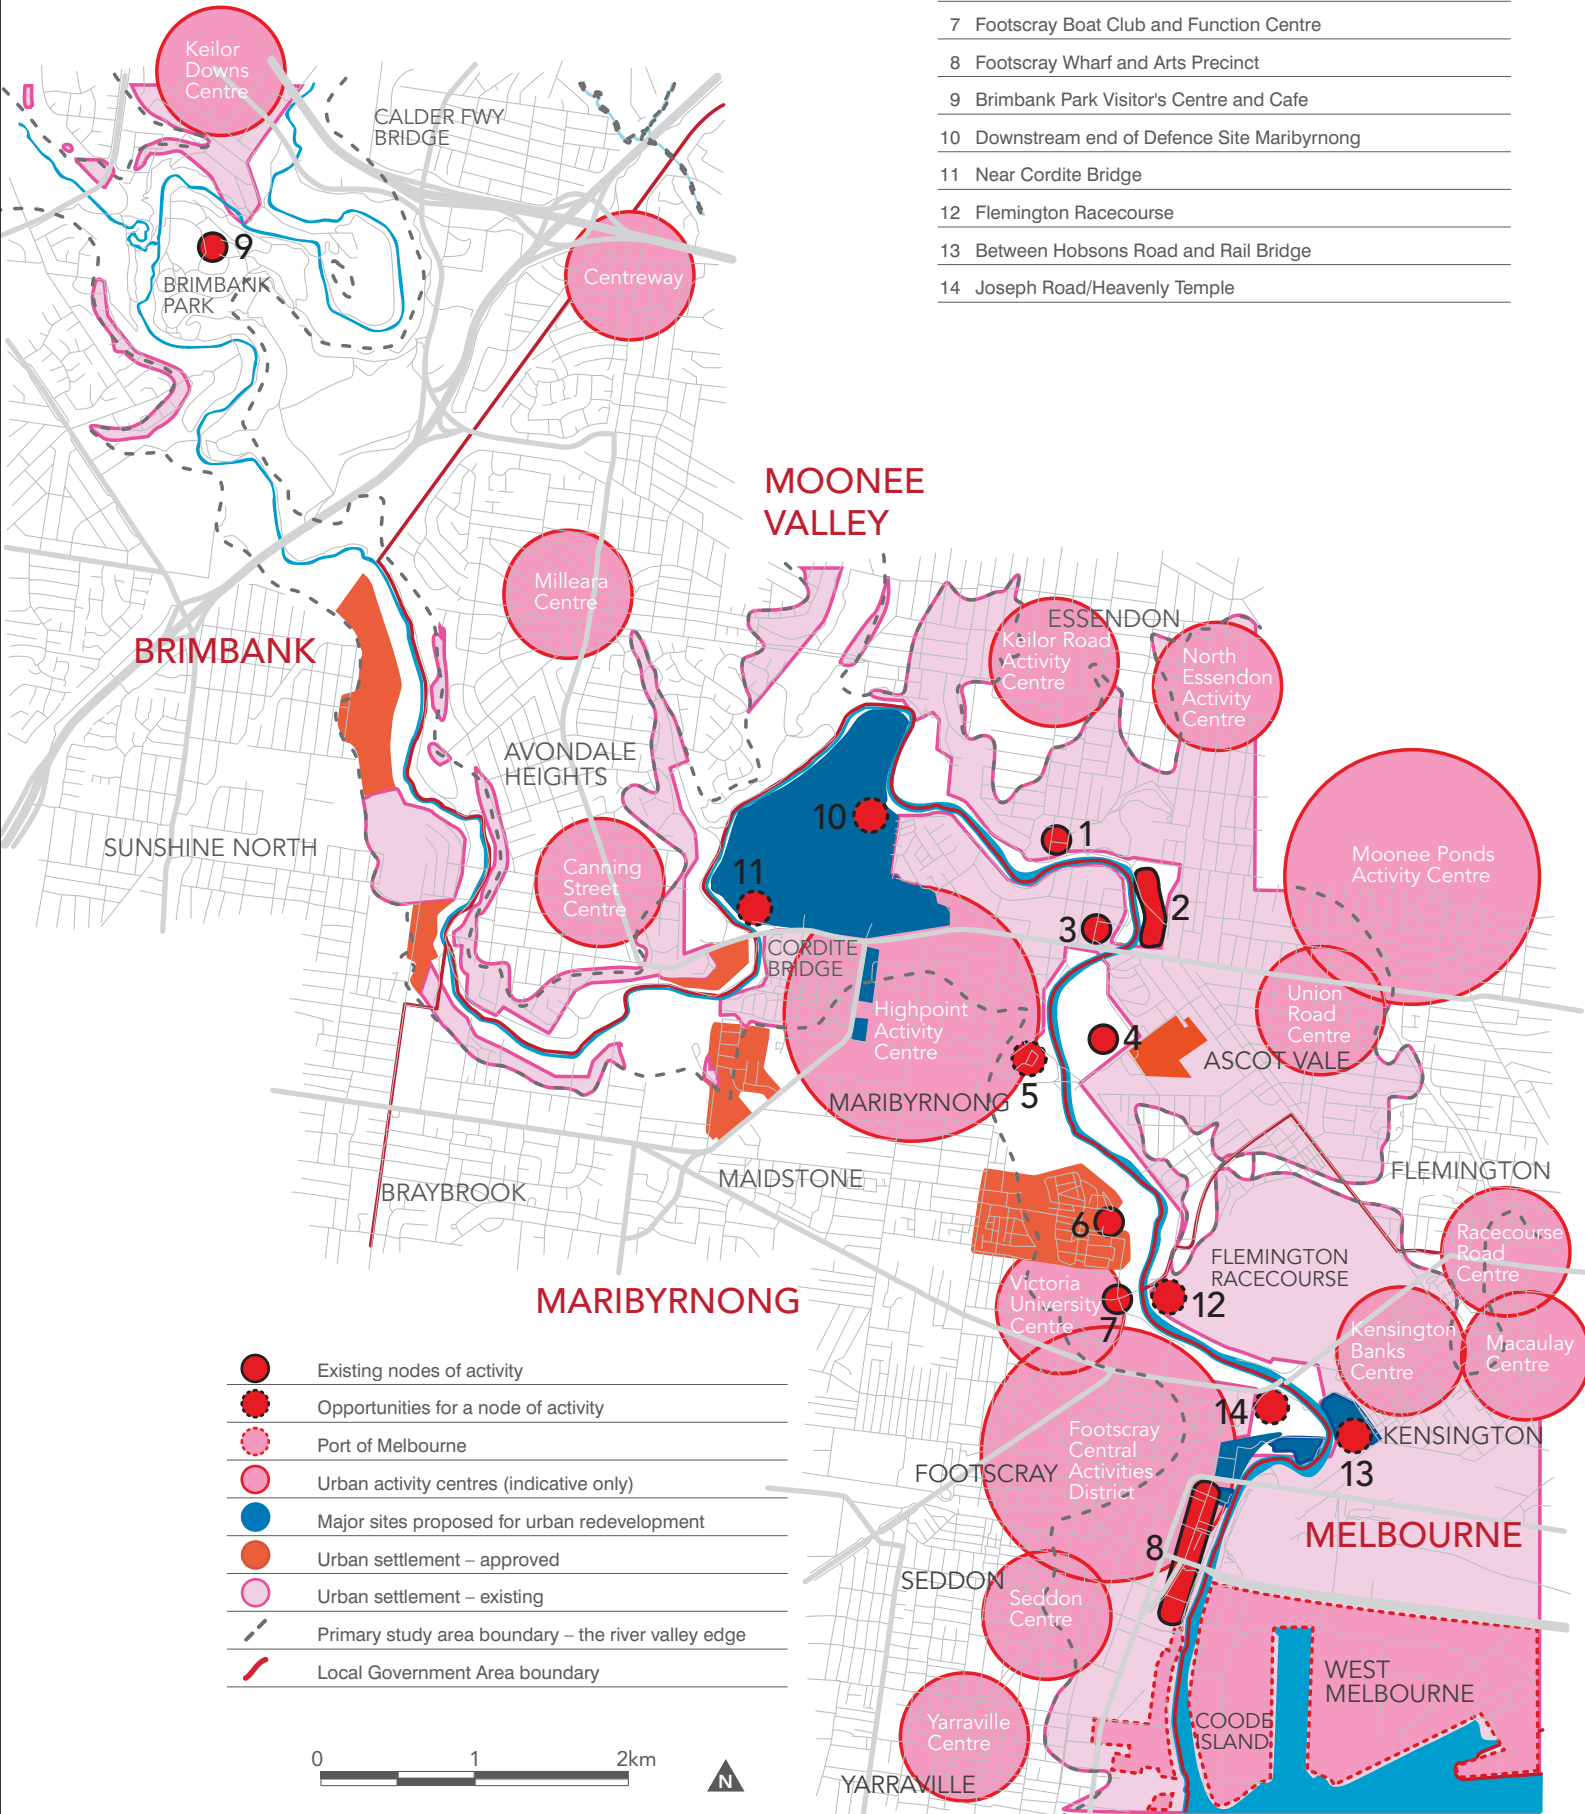 7 Footscray Boat Club and Function Centre
8 Footscray Wharf and Arts Precinct
9 Brimbank Park Visitor's Centre and Cafe
10 Downstream end of Defence Site Maribyrnong
11 Near Cordite Bridge
12 Flemington Racecourse
13 Between Hobsons Road and Rail Bridge
14 Joseph Road/Heavenly Temple
Keilor
Downs
Centre
CALDER FWY
BRIDGE
9
BRIMBANK
PARK
Centreway
MOONEE
VALLEY
Milleara
Centre
BRIMBANK
ESSENDON
Keilor Road
Activity
Centre
North
Essendon
Activity
Centre
AVONDALE
HEIGHTS
SUNSHINE NORTH
10
1
Moonee Ponds
Activity Centre
Canning
Street
Centre
11
2
3
CORDITE
BRIDGE
Highpoint
Activity
Centre
Union
Road
Centre
4
ASCOT VALE
5
MARIBYRNONG
MAIDSTONE
BRAYBROOK
FLEMINGTON
6
Racecourse
Road
Centre
FLEMINGTON
RACECOURSE
Victoria
University
Centre
7
12
MARIBYRNONG
Kensington
Banks
Centre
Macaulay
Centre
14
KENSINGTON
13
Footscray
Central
Activities
District
FOOTSCRAY
MELBOURNE
8
SEDDON
Seddon
Centre
WEST
MELBOURNE
COODE
ISLAND
Yarraville
Centre
YARRAVILLE
Existing nodes of activity
Opportunities for a node of activity
Port of Melbourne
Urban activity centres (indicative only)
Major sites proposed for urban redevelopment
Urban settlement – approved
Urban settlement – existing
Primary study area boundary – the river valley edge
Local Government Area boundary
0 1 2km
N